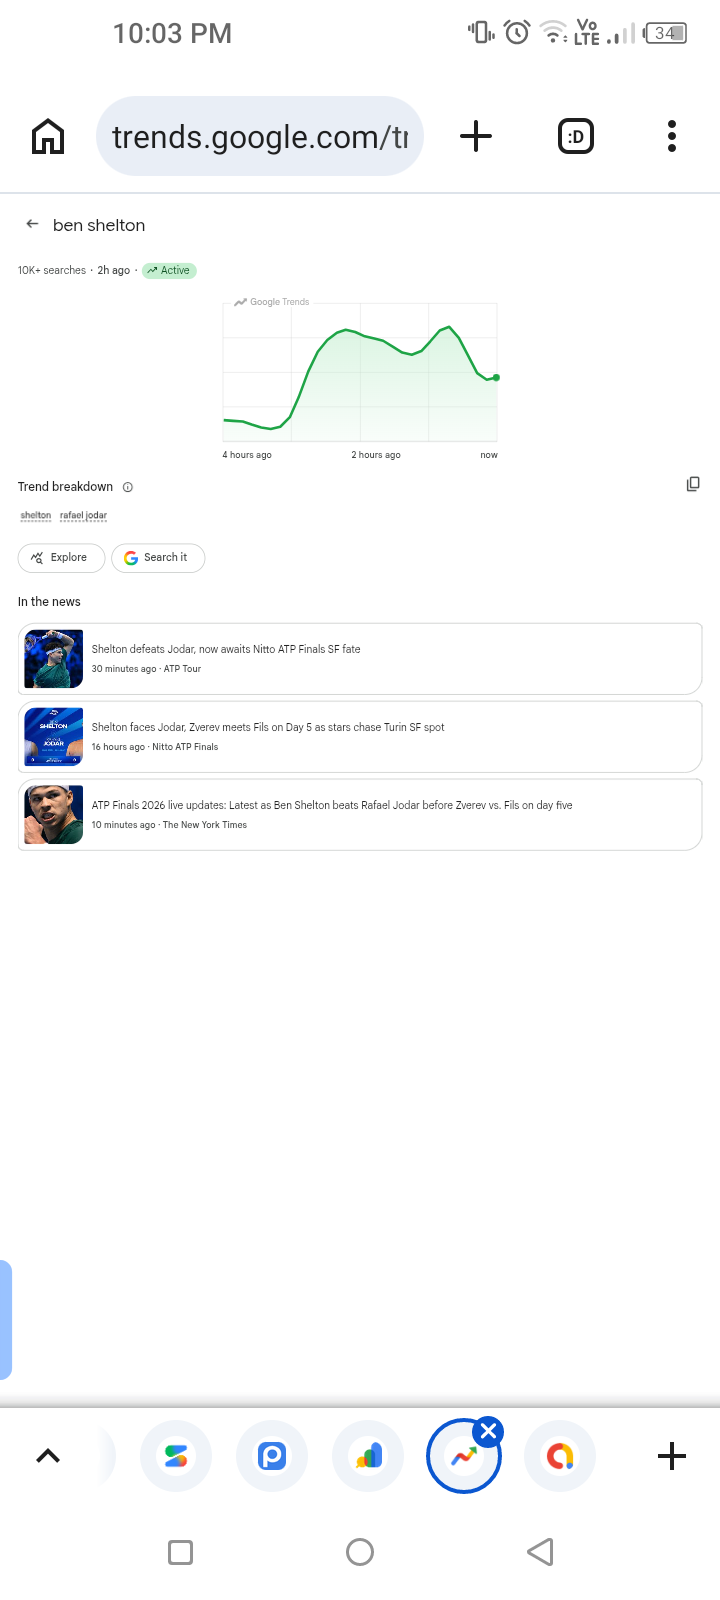 10:03 PM
Vo
LTE
34
trends.google.com/tr
:D
ben shelton
10K+ searches · 2h ago · Active
Google Trends
4 hours ago 2 hours ago now
Trend breakdown
shelton rafael jodar
Explore Search it
In the news
Shelton defeats Jodar, now awaits Nitto ATP Finals SF fate
30 minutes ago · ATP Tour
SHELTON
JODAR
Shelton faces Jodar, Zverev meets Fils on Day 5 as stars chase Turin SF spot
16 hours ago · Nitto ATP Finals
ATP Finals 2026 live updates: Latest as Ben Shelton beats Rafael Jodar before Zverev vs. Fils on day five
10 minutes ago · The New York Times